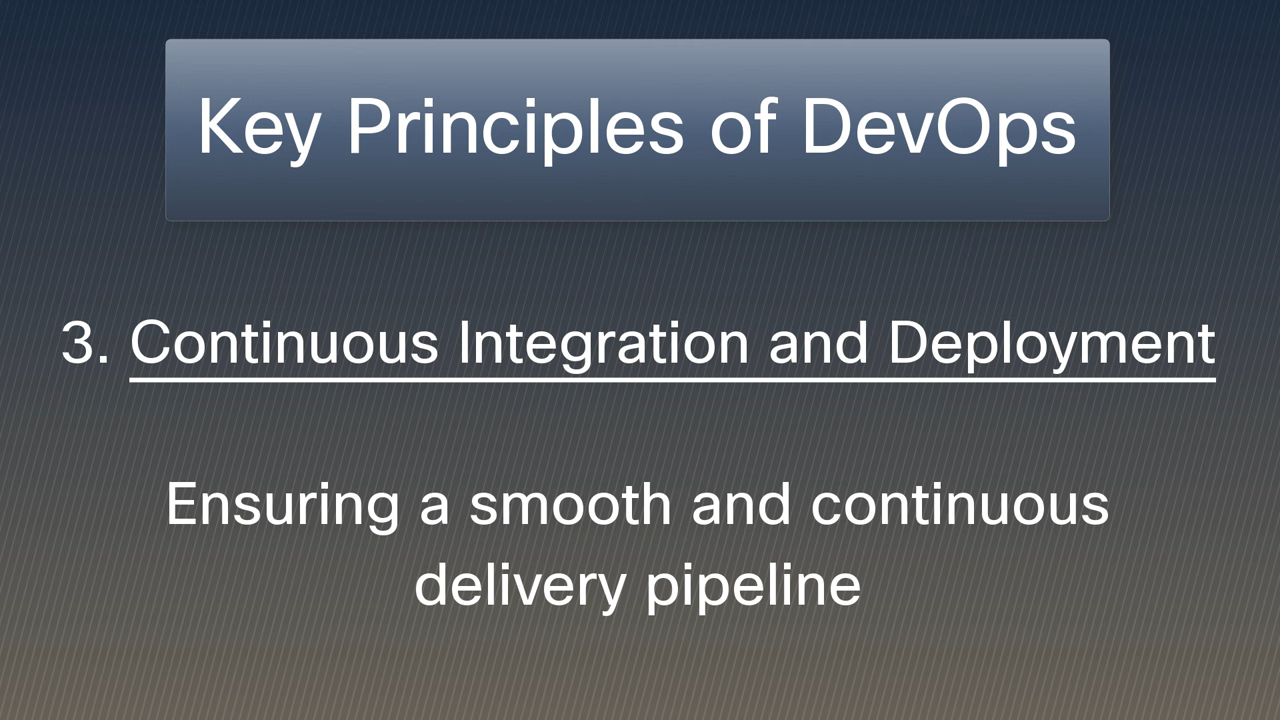 Key Principles of DevOps
3. Continuous Integration and Deployment
Ensuring a smooth and continuous
delivery pipeline